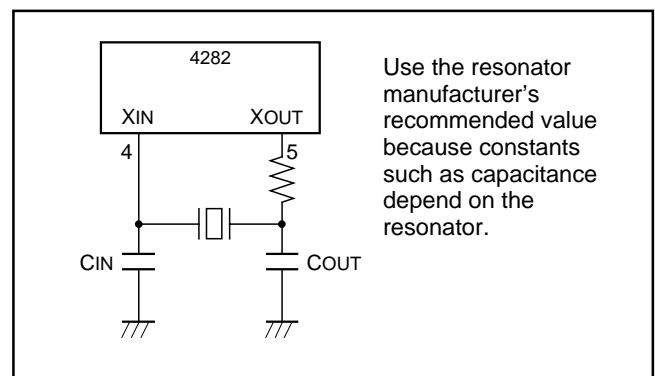 4282
XIN XOUT
4 5
CIN COUT
Use the resonator
manufacturer's
recommended value
because constants
such as capacitance
depend on the
resonator.